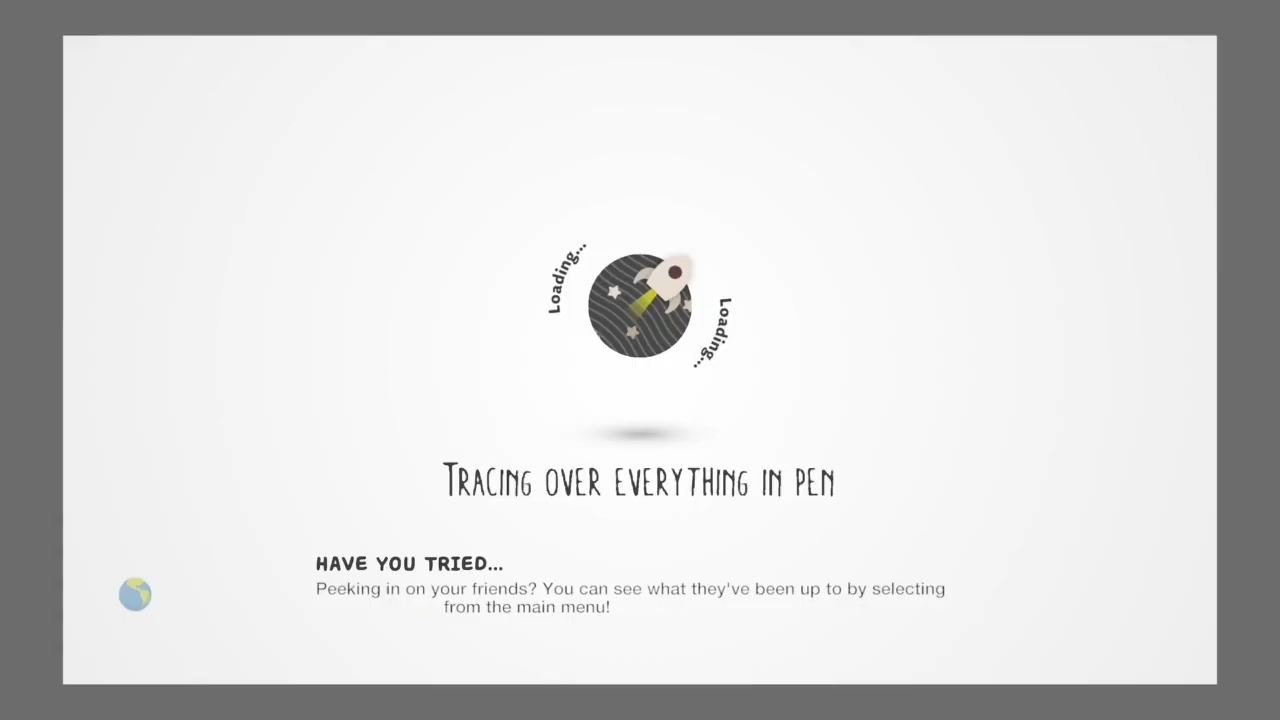 Loading...
Loading...
Tracing over everything in pen
HAVE YOU TRIED...
Peeking in on your friends? You can see what they've been up to by selecting
from the main menu!